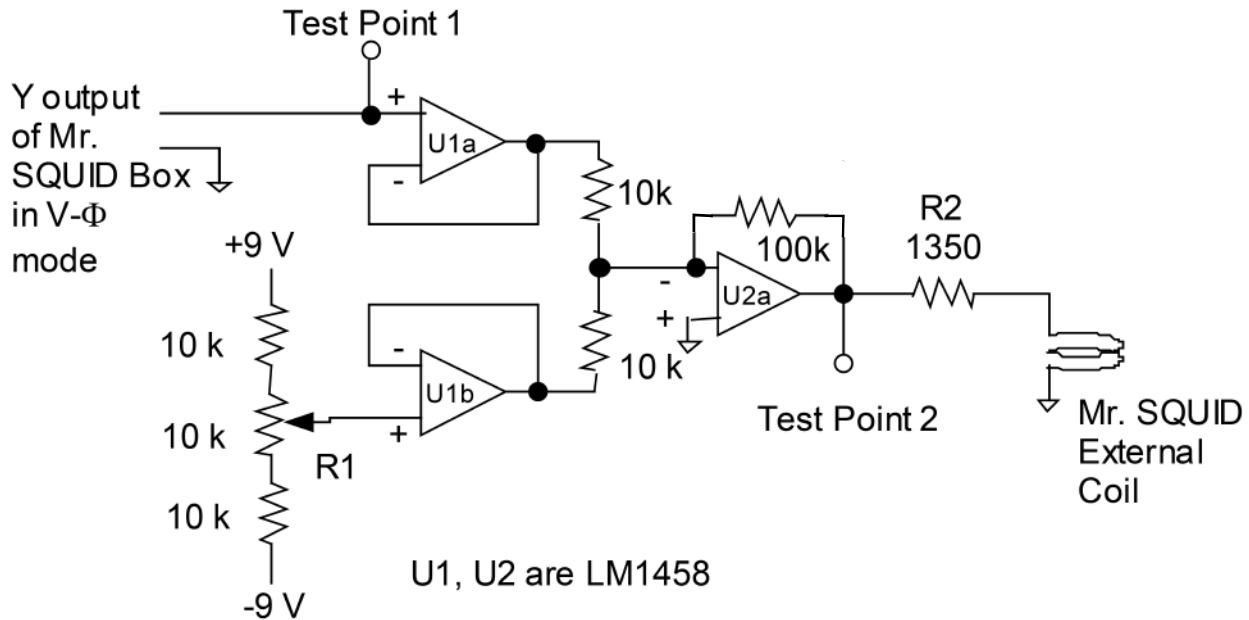 Test Point 1
Y output
of Mr.
SQUID Box
in V-Φ
mode
+
U1a
-
10k
+9 V
10 k
10 k
10 k
-9 V
R1
-
U1b
+
10 k
100k
-
+
U2a
R2
1350
Test Point 2
Mr. SQUID
External
Coil
U1, U2 are LM1458